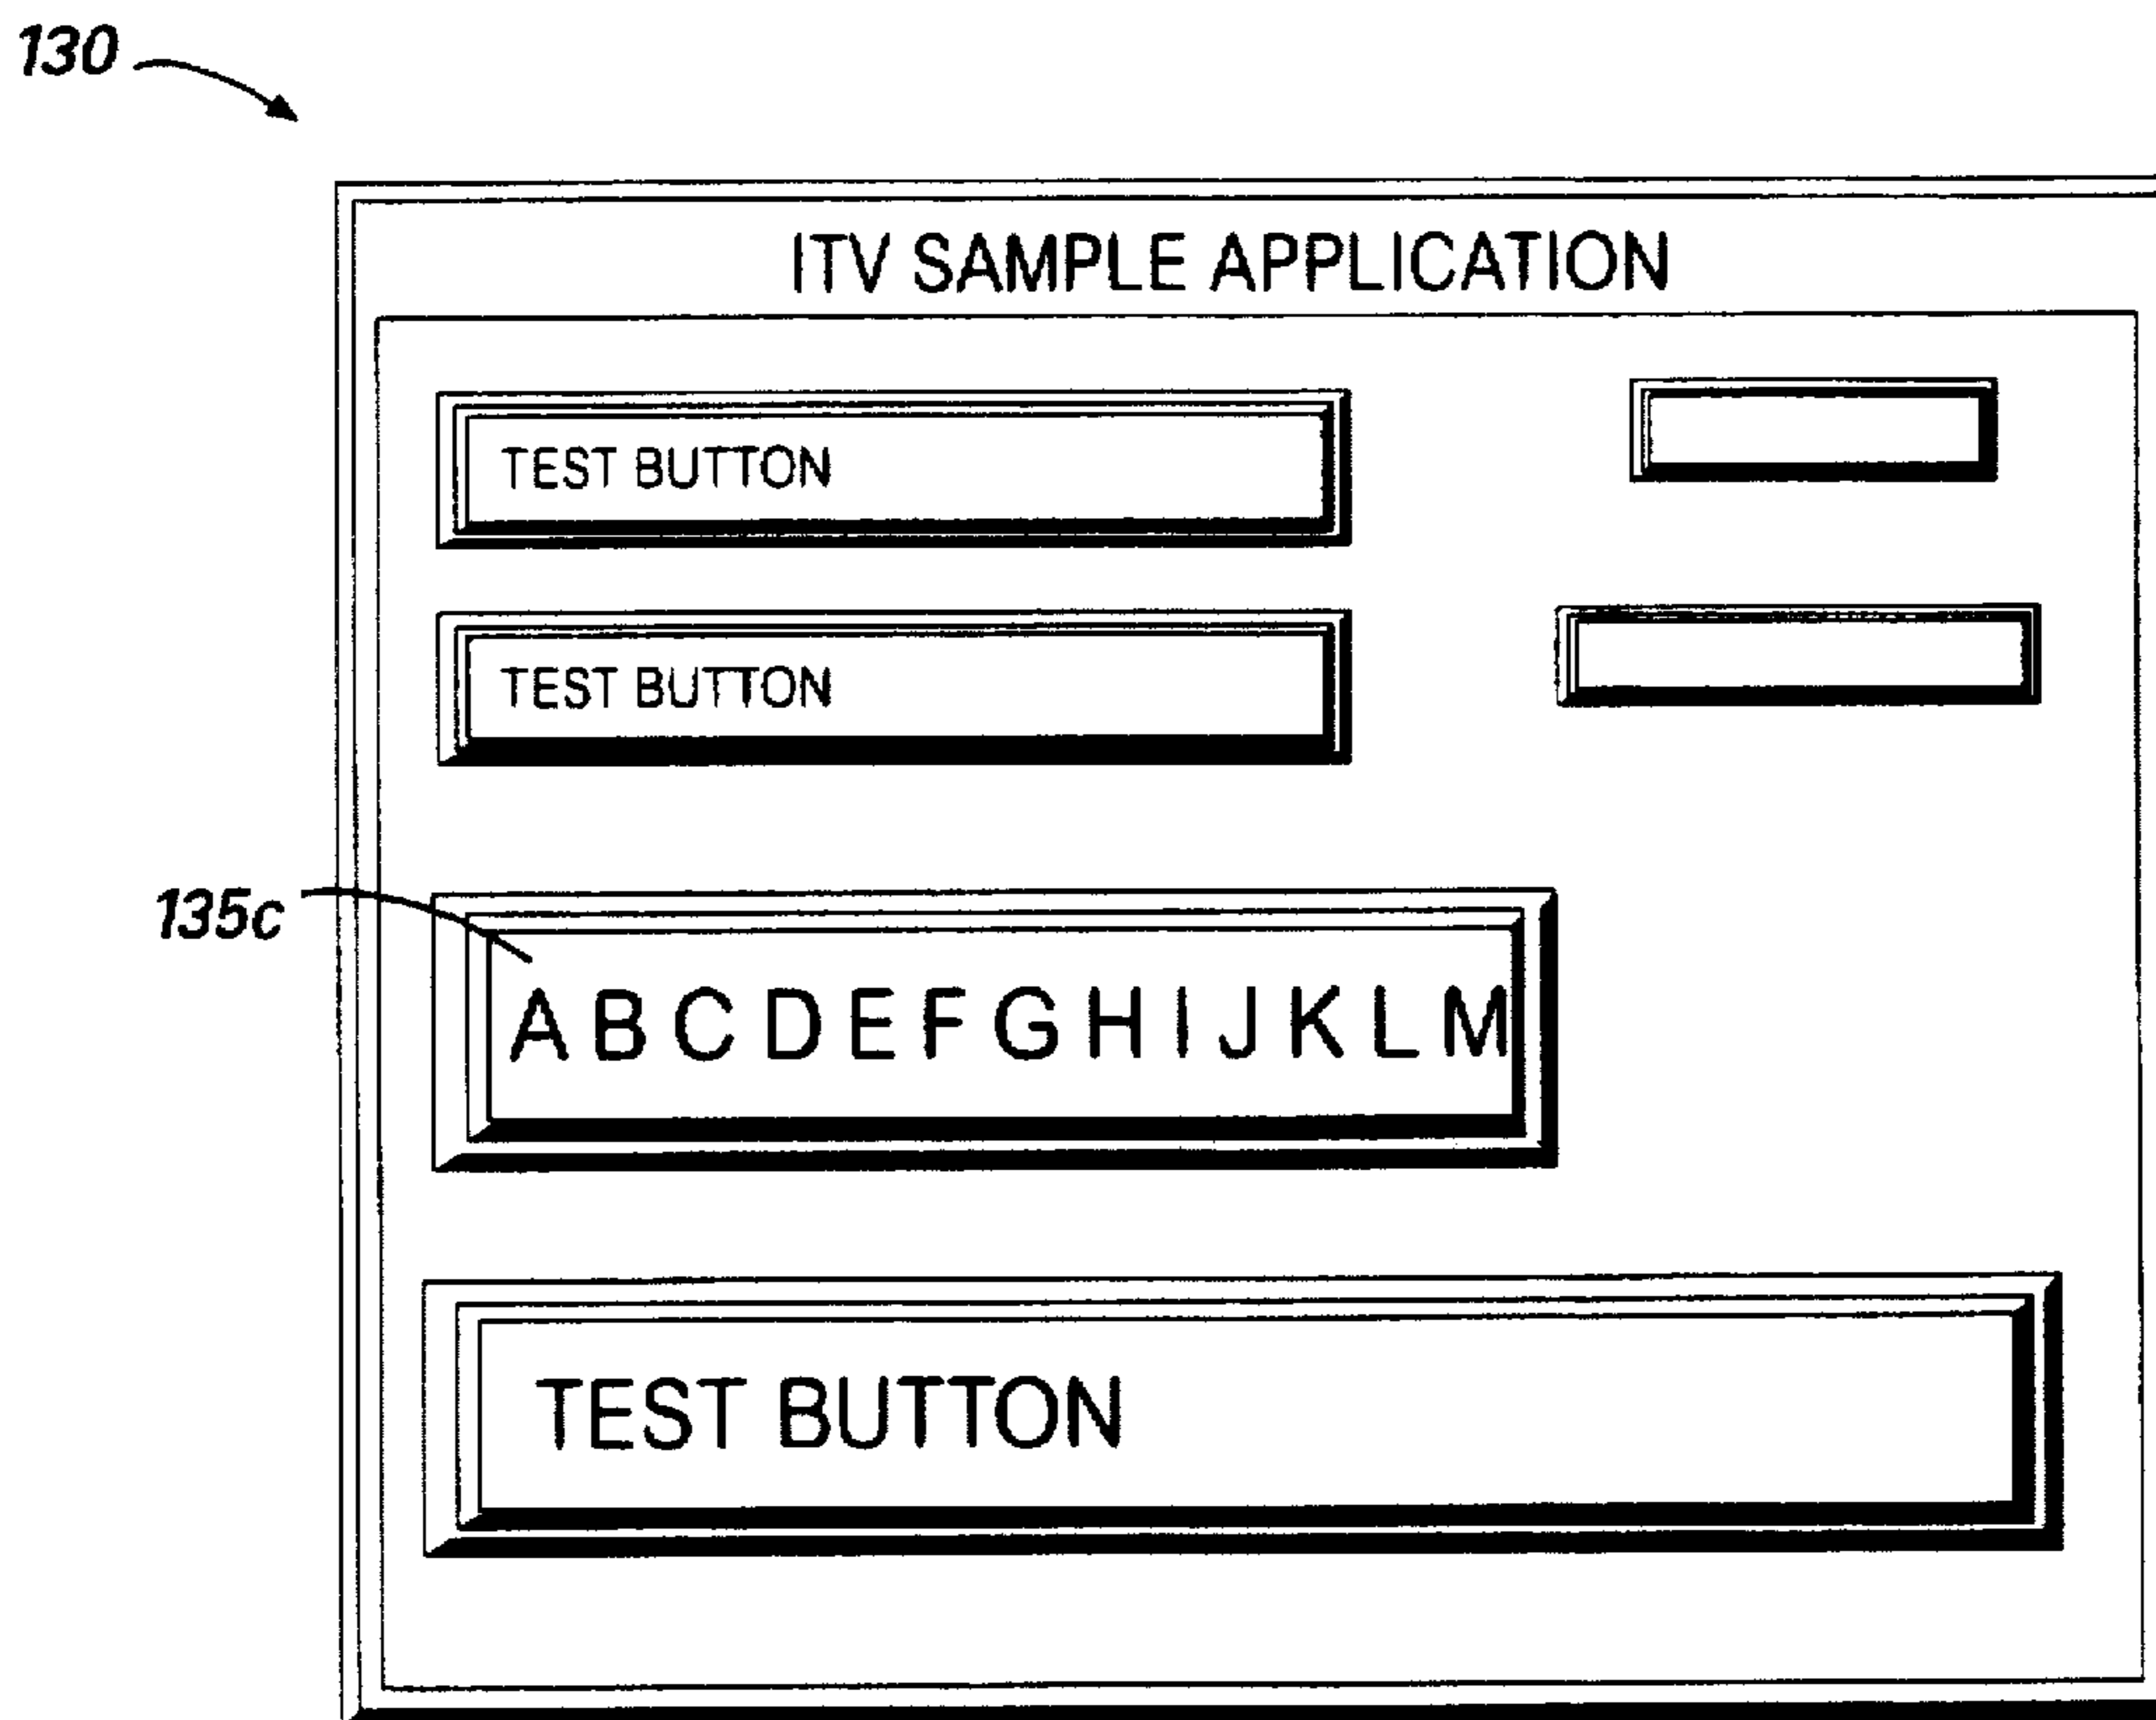 130
ITV SAMPLE APPLICATION
TEST BUTTON
TEST BUTTON
135c
A B C D E F G H I J K L M
TEST BUTTON